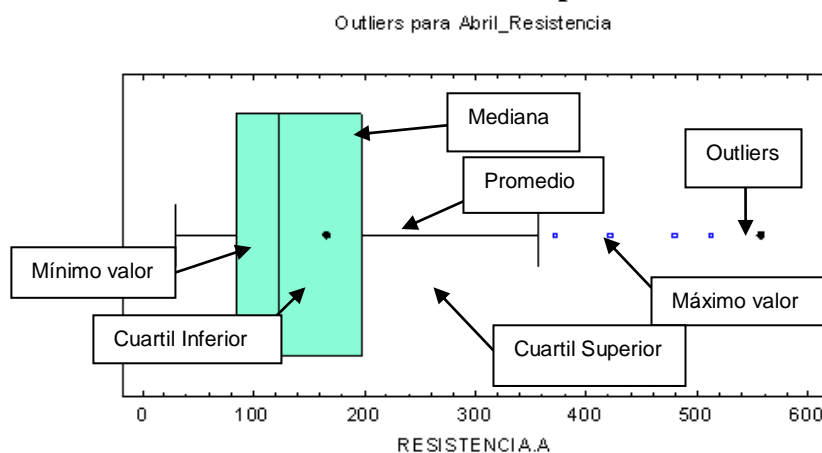 Outliers para Abril_Resistencia
Mediana
Outliers
Promedio
Mínimo valor
Máximo valor
Cuartil Inferior
Cuartil Superior
0 100 200 300 400 500 600
RESISTENCIA.A